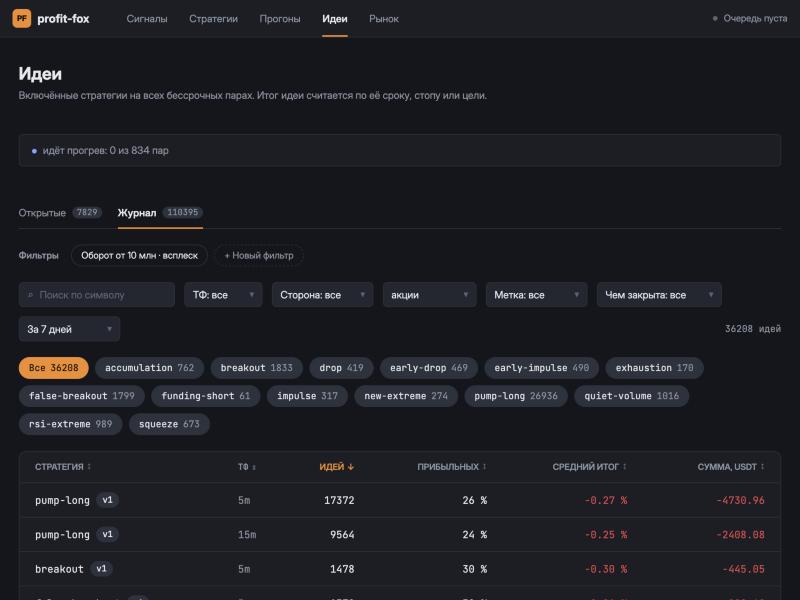 PF profit-fox Сигналы Стратегии Прогоны Идеи Рынок Очередь пуста
Идеи
Включённые стратегии на всех бессрочных парах. Итог идеи считается по её сроку, стопу или цели.
идёт прогрев: 0 из 834 пар
Открытые 7829 Журнал 110395
Фильтры Оборот от 10 млн · всплеск + Новый фильтр
Поиск по символу ТФ: все Сторона: все акции Метка: все Чем закрыта: все
За 7 дней 36208 идей
Все 36208 accumulation 762 breakout 1833 drop 419 early-drop 469 early-impulse 490 exhaustion 170
false-breakout 1799 funding-short 61 impulse 317 new-extreme 274 pump-long 26936 quiet-volume 1016
rsi-extreme 989 squeeze 673
СТРАТЕГИЯ ↕ ТФ ↕ ИДЕЙ ↓ ПРИБЫЛЬНЫХ ↕ СРЕДНИЙ ИТОГ ↕ СУММА, USDT ↕
pump-long v1 5m 17372 26 % -0.27 % -4730.96
pump-long v1 15m 9564 24 % -0.25 % -2408.08
breakout v1 5m 1478 30 % -0.30 % -445.05